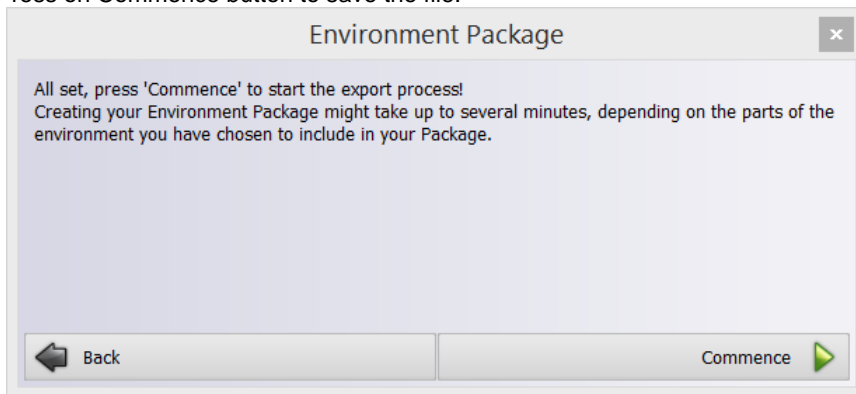 on Commence button to save the file.
Environment Package
All set, press 'Commence' to start the export process!
Creating your Environment Package might take up to several minutes, depending on the parts of the
environment you have chosen to include in your Package.
Back
Commence